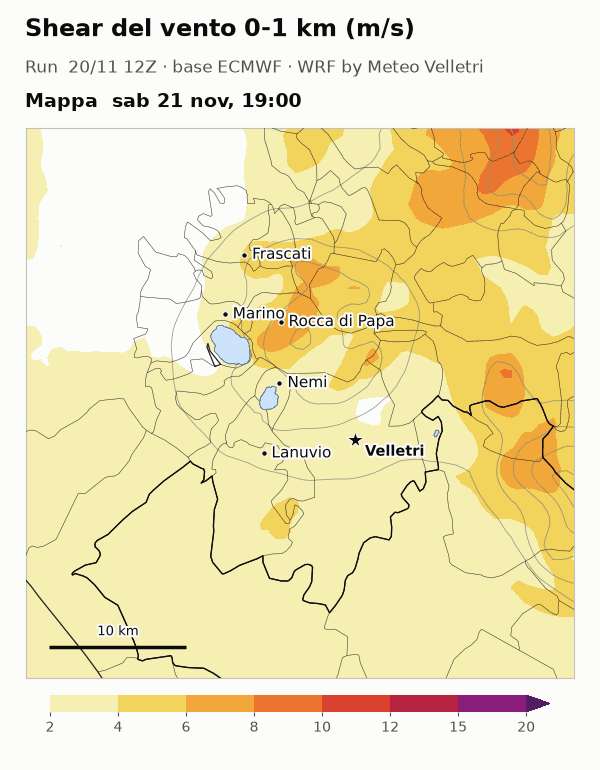 Shear del vento 0-1 km (m/s)
Run  20/11 12Z · base ECMWF · WRF by Meteo Velletri
Mappa  sab 21 nov, 19:00
Frascati
Marino
Rocca di Papa
Nemi
Velletri
Lanuvio
10 km
2 4 6 8 10 12 15 20